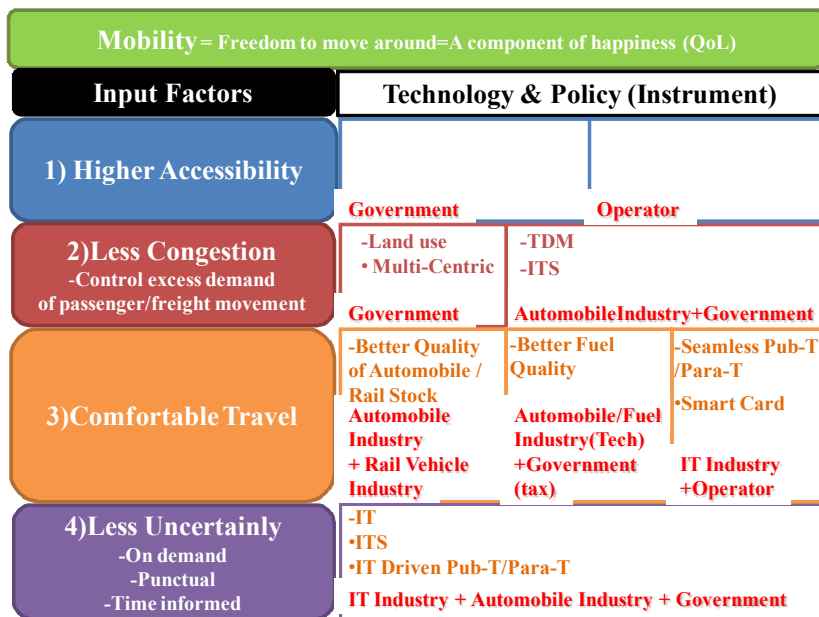 Mobility = Freedom to move around=A component of happiness (QoL)
Input Factors
Technology & Policy (Instrument)
1) Higher Accessibility
Government
Operator
2)Less Congestion
-Control excess demand
of passenger/freight movement
-Land use
• Multi-Centric
Government
-TDM
-ITS
AutomobileIndustry+Government
3)Comfortable Travel
-Better Quality
of Automobile /
Rail Stock
Automobile
Industry
+ Rail Vehicle
Industry
-Better Fuel
Quality
Automobile/Fuel
Industry(Tech)
+Government
(tax)
-Seamless Pub-T
/Para-T
•Smart Card
IT Industry
+Operator
4)Less Uncertainly
-On demand
-Punctual
-Time informed
-IT
•ITS
•IT Driven Pub-T/Para-T
IT Industry + Automobile Industry + Government